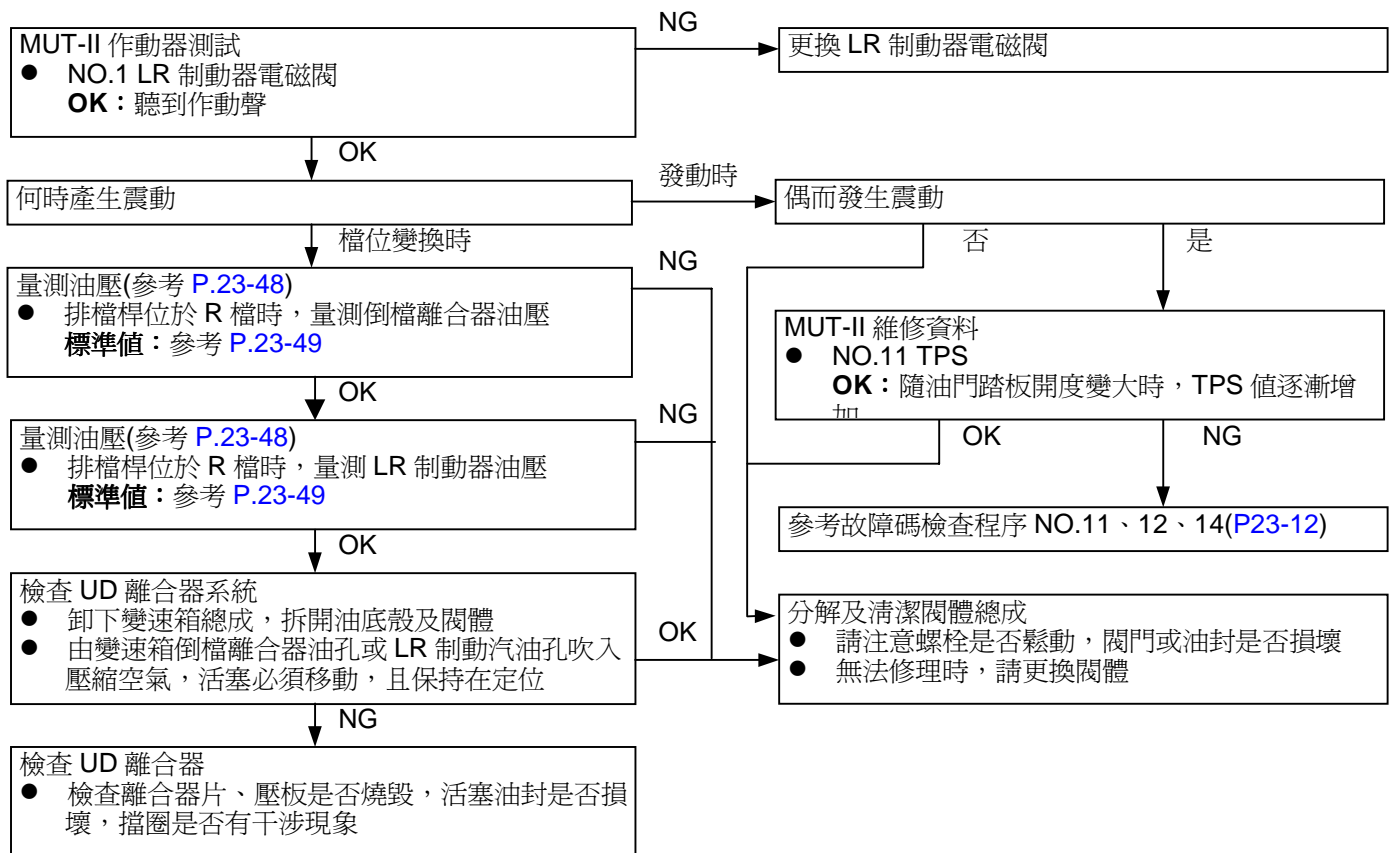 MUT-II 作動器測試
● NO.1 LR 制動器電磁閥
OK：聽到作動聲
NG
更換 LR 制動器電磁閥
OK
何時產生震動
發動時
偶而發生震動
檔位變換時
否
是
NG
量測油壓(參考 P.23-48)
● 排檔桿位於 R 檔時，量測倒檔離合器油壓
標準值：參考 P.23-49
MUT-II 維修資料
● NO.11 TPS
OK：隨油門踏板開度變大時，TPS 值逐漸增
OK
NG
OK
NG
量測油壓(參考 P.23-48)
● 排檔桿位於 R 檔時，量測 LR 制動器油壓
標準值：參考 P.23-49
參考故障碼檢查程序 NO.11、12、14(P23-12)
OK
檢查 UD 離合器系統
● 卸下變速箱總成，拆開油底殼及閥體
● 由變速箱倒檔離合器油孔或 LR 制動汽油孔吹入
壓縮空氣，活塞必須移動，且保持在定位
OK
分解及清潔閥體總成
● 請注意螺栓是否鬆動，閥門或油封是否損壞
● 無法修理時，請更換閥體
NG
檢查 UD 離合器
● 檢查離合器片、壓板是否燒毀，活塞油封是否損
壞，擋圈是否有干涉現象